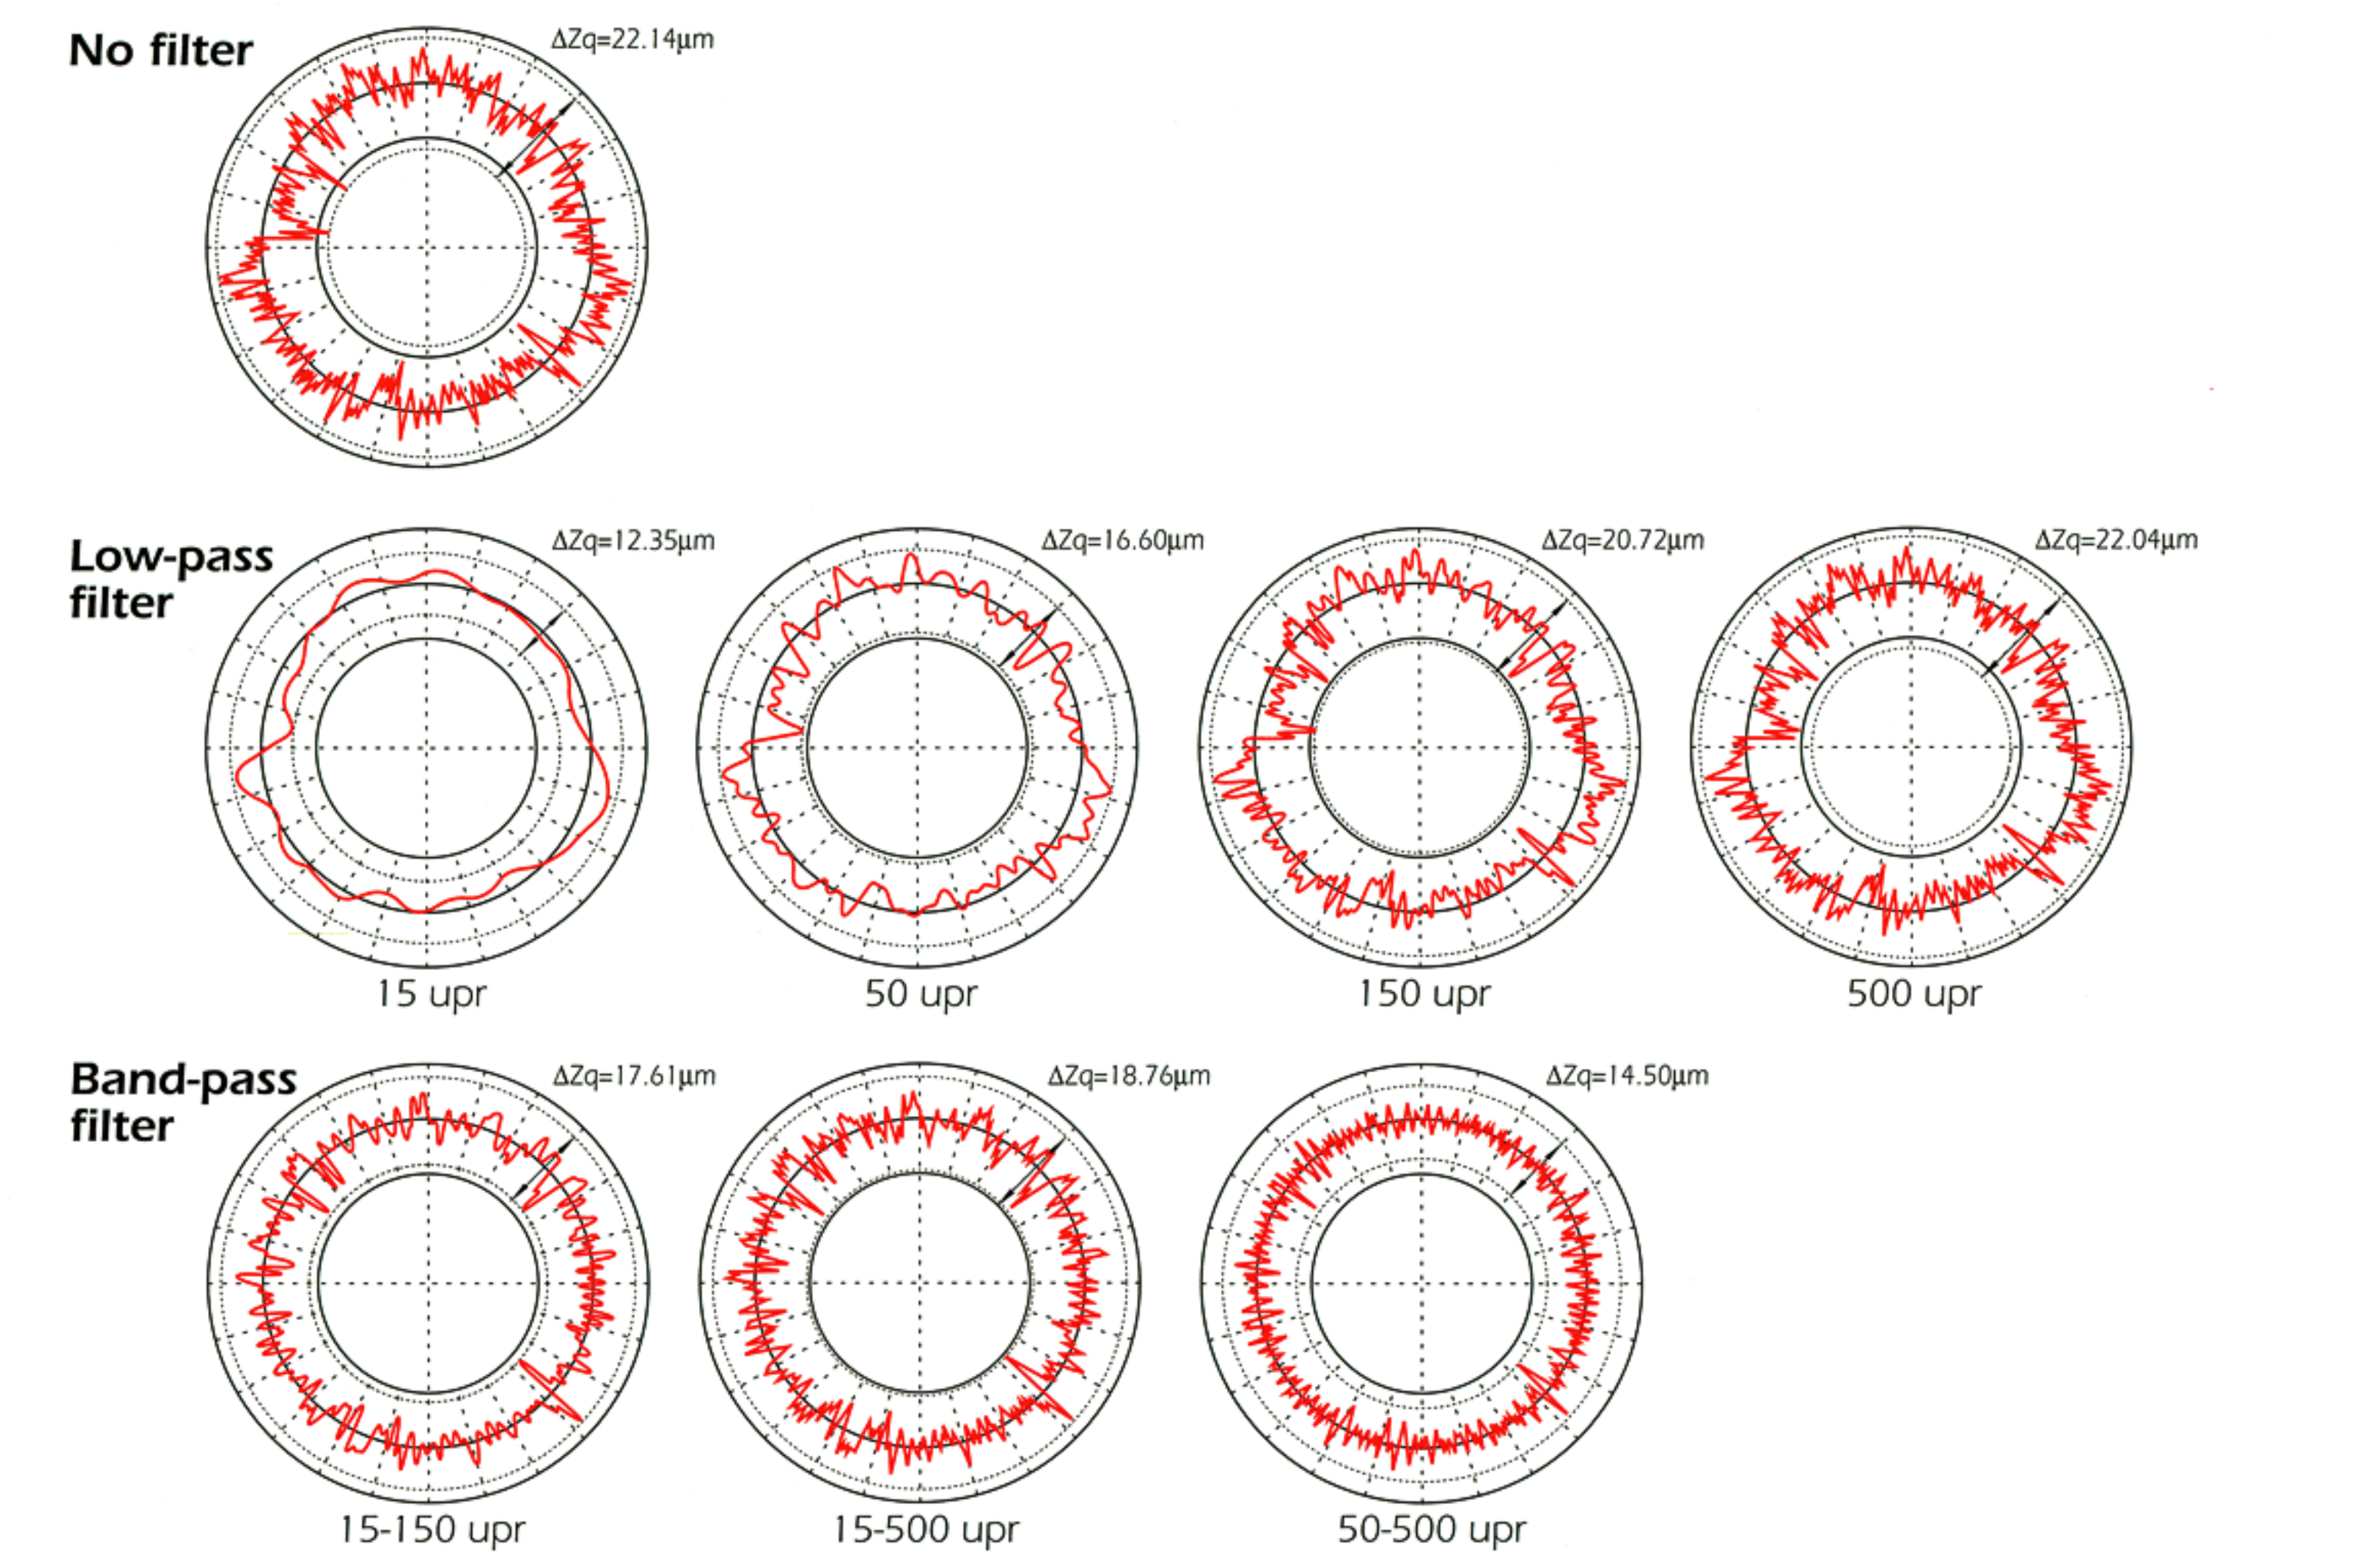 No filter
ΔZq=22.14µm
Low-pass
filter
ΔZq=12.35µm
ΔZq=16.60µm
ΔZq=20.72µm
ΔZq=22.04µm
15 upr
50 upr
150 upr
500 upr
Band-pass
filter
ΔZq=17.61µm
ΔZq=18.76µm
ΔZq=14.50µm
15-150 upr
15-500 upr
50-500 upr